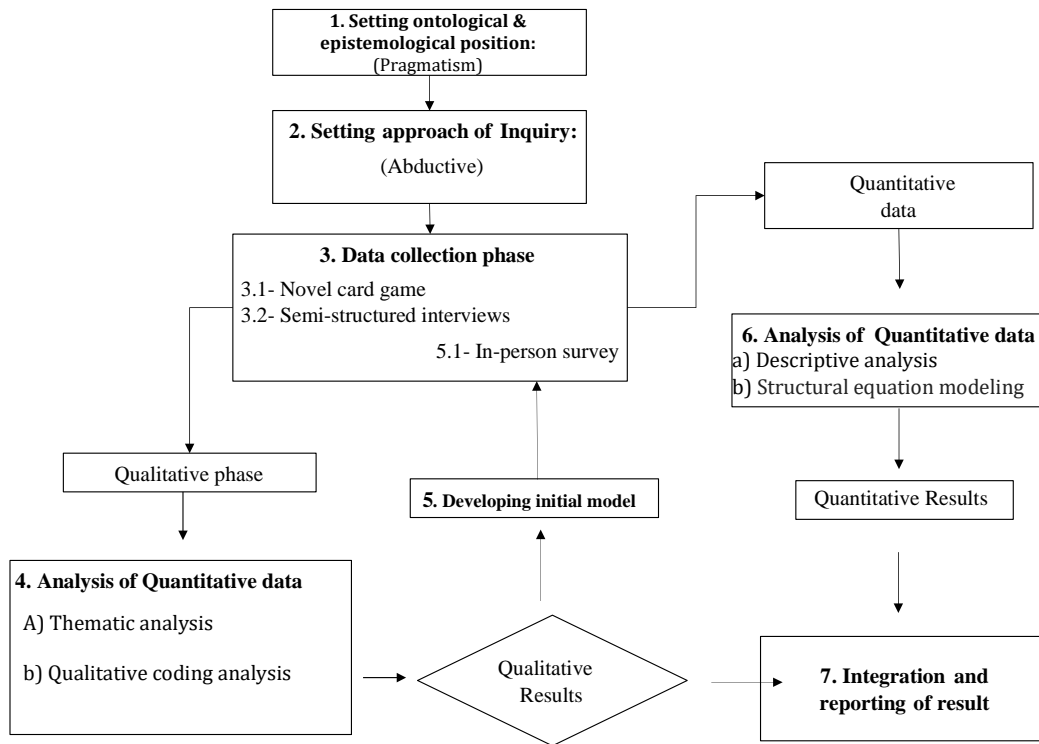 1. Setting ontological &
epistemological position:
(Pragmatism)
2. Setting approach of Inquiry:
(Abductive)
Quantitative
data
3. Data collection phase
3.1- Novel card game
3.2- Semi-structured interviews
5.1- In-person survey
6. Analysis of Quantitative data
a) Descriptive analysis
b) Structural equation modeling
Qualitative phase
5. Developing initial model
Quantitative Results
4. Analysis of Quantitative data
A) Thematic analysis
b) Qualitative coding analysis
Qualitative
Results
7. Integration and
reporting of result